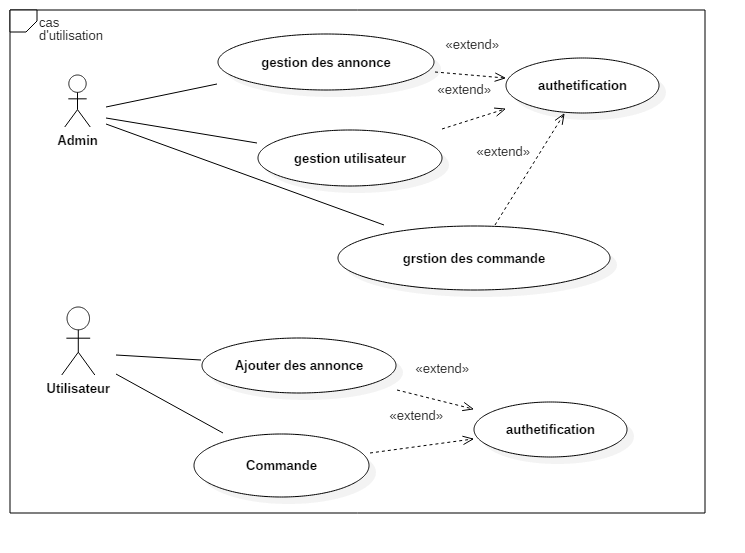 cas
d'utilisation
«extend»
gestion des annonce
authetification
«extend»
Admin
gestion utilisateur
«extend»
grstion des commande
Utilisateur
Ajouter des annonce
«extend»
«extend»
authetification
Commande